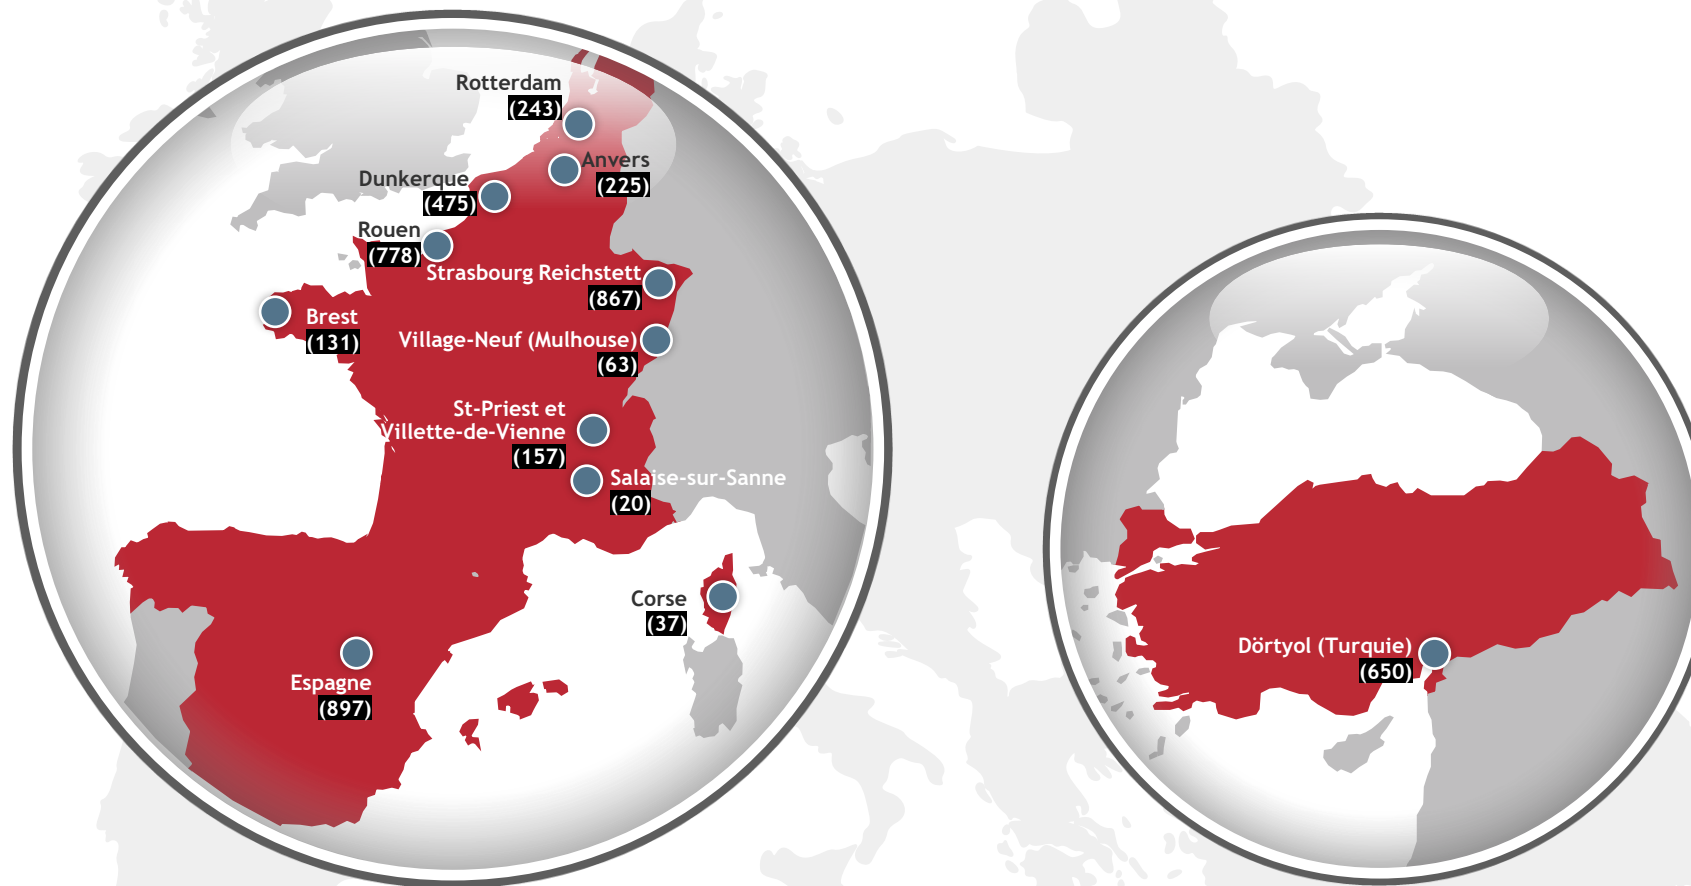 Rotterdam
(243)
Anvers
(225)
Dunkerque
(475)
Rouen
(778)
Strasbourg Reichstett
(867)
Brest
(131)
Village-Neuf (Mulhouse)
(63)
St-Priest et
Villette-de-Vienne
(157)
Salaise-sur-Sanne
(20)
Corse
(37)
Espagne
(897)
Dörtyol (Turquie)
(650)